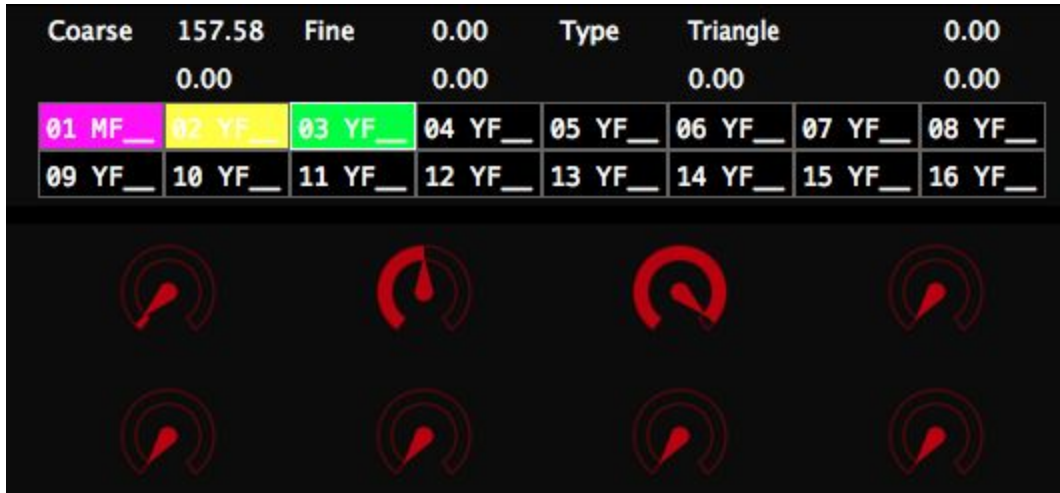 Coarse 157.58 Fine 0.00 Type Triangle 0.00
0.00 0.00 0.00 0.00
01 MF__ 02 YF__ 03 YF__ 04 YF__ 05 YF__ 06 YF__ 07 YF__ 08 YF__
09 YF__ 10 YF__ 11 YF__ 12 YF__ 13 YF__ 14 YF__ 15 YF__ 16 YF__